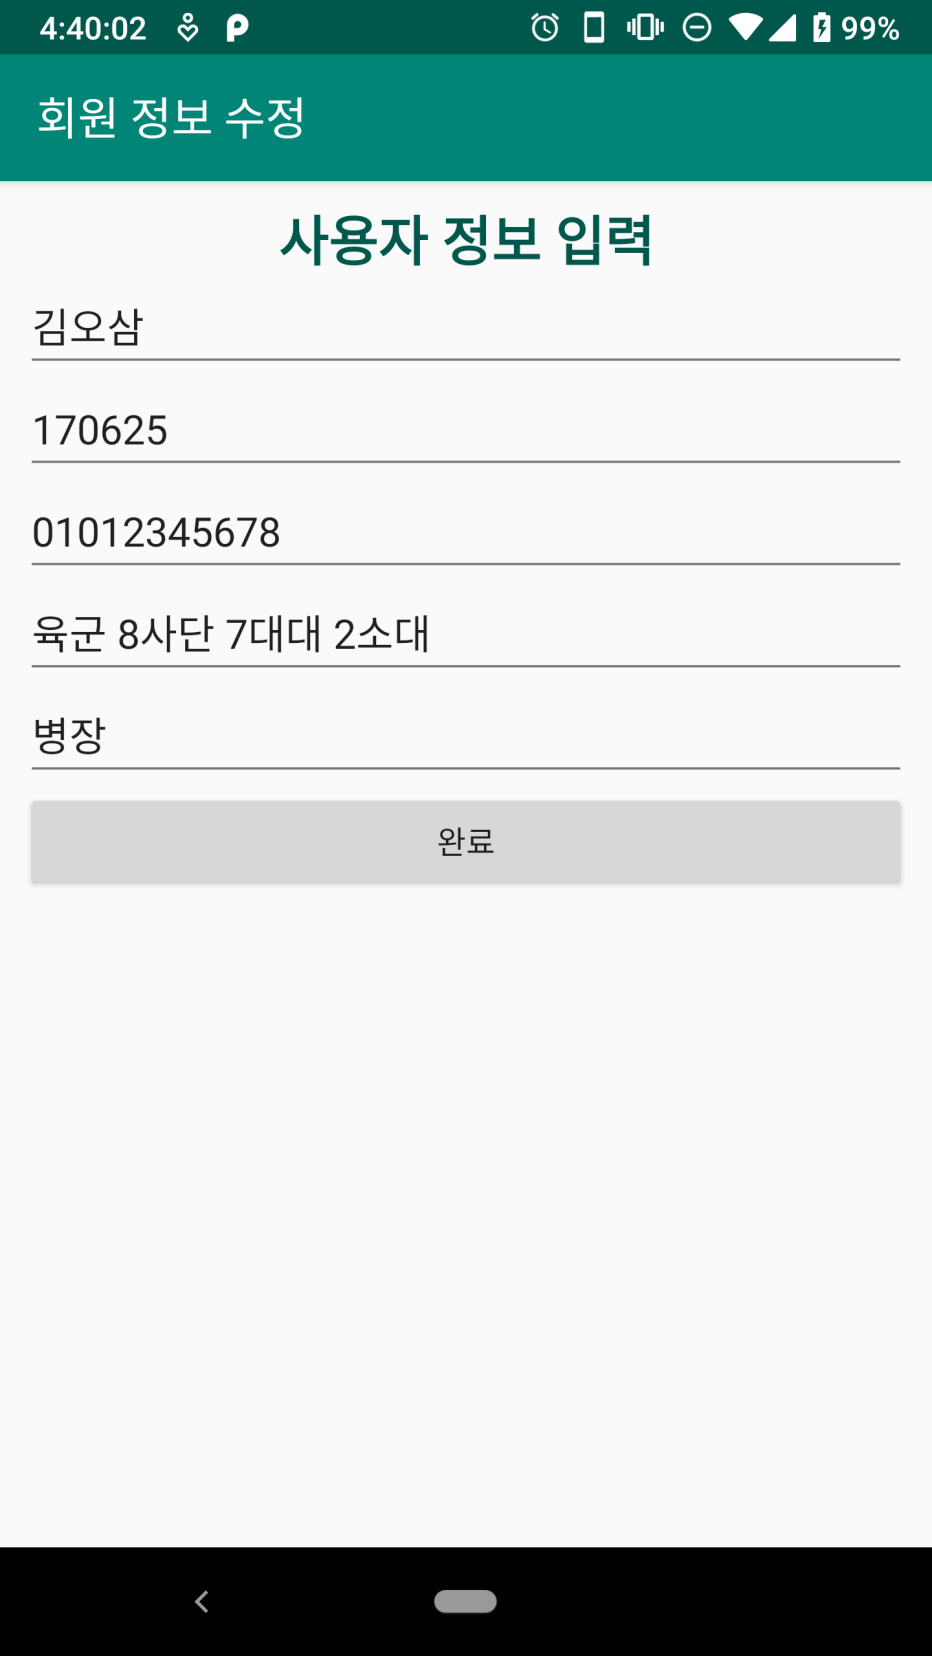 4:40:02 99%
회원 정보 수정
사용자 정보 입력
김오삼
170625
01012345678
육군 8사단 7대대 2소대
병장
완료